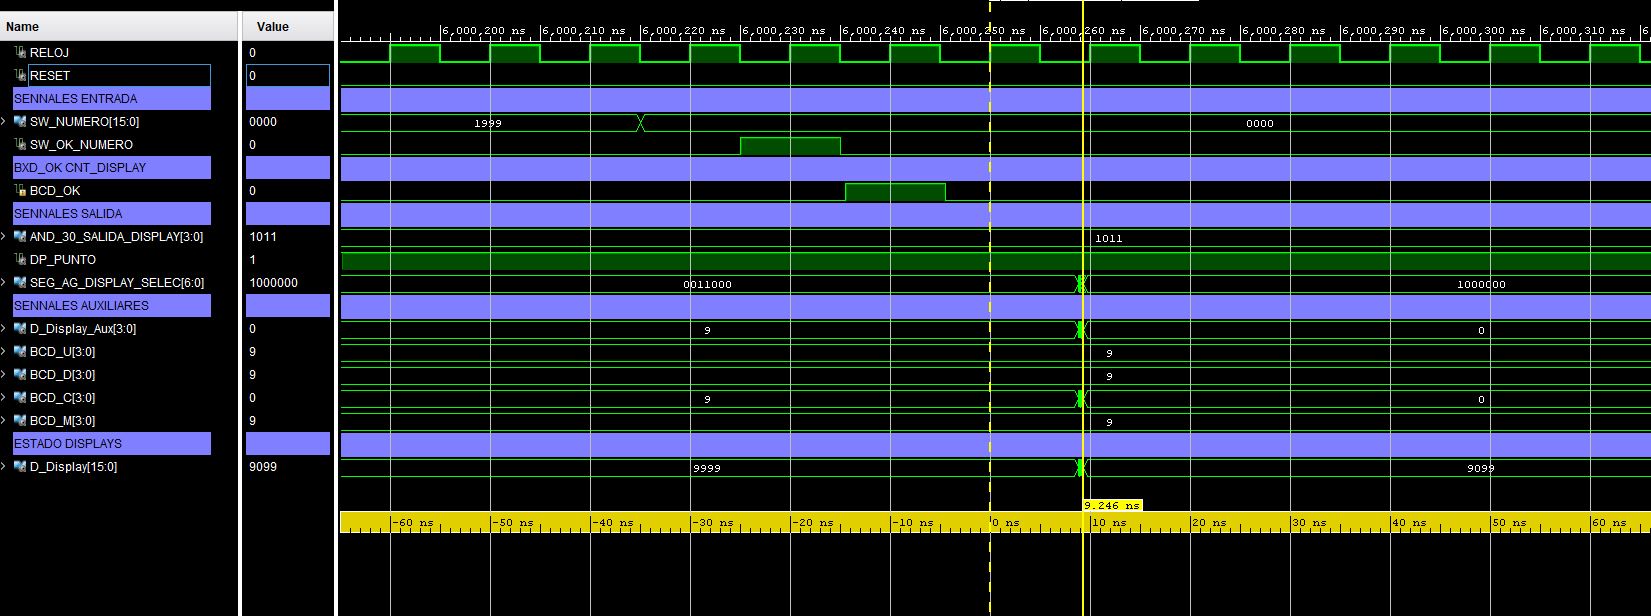 Name Value
6,000,200 ns 6,000,210 ns 6,000,220 ns 6,000,230 ns 6,000,240 ns 6,000,250 ns 6,000,260 ns 6,000,270 ns 6,000,280 ns 6,000,290 ns 6,000,300 ns 6,000,310 ns
RELOJ 0
RESET 0
SENNALES ENTRADA
SW_NUMERO[15:0] 0000 1999 0000
SW_OK_NUMERO 0
BXD_OK CNT_DISPLAY
BCD_OK 0
SENNALES SALIDA
AND_30_SALIDA_DISPLAY[3:0] 1011 1011
DP_PUNTO 1
SEG_AG_DISPLAY_SELEC[6:0] 1000000 0011000 1000000
SENNALES AUXILIARES
D_Display_Aux[3:0] 0 9 0
BCD_U[3:0] 9 9
BCD_D[3:0] 9 9
BCD_C[3:0] 0 9 0
BCD_M[3:0] 9 9
ESTADO DISPLAYS
D_Display[15:0] 9099 9999 9099
9.246 ns
-60 ns -50 ns -40 ns -30 ns -20 ns -10 ns 0 ns 10 ns 20 ns 30 ns 40 ns 50 ns 60 ns